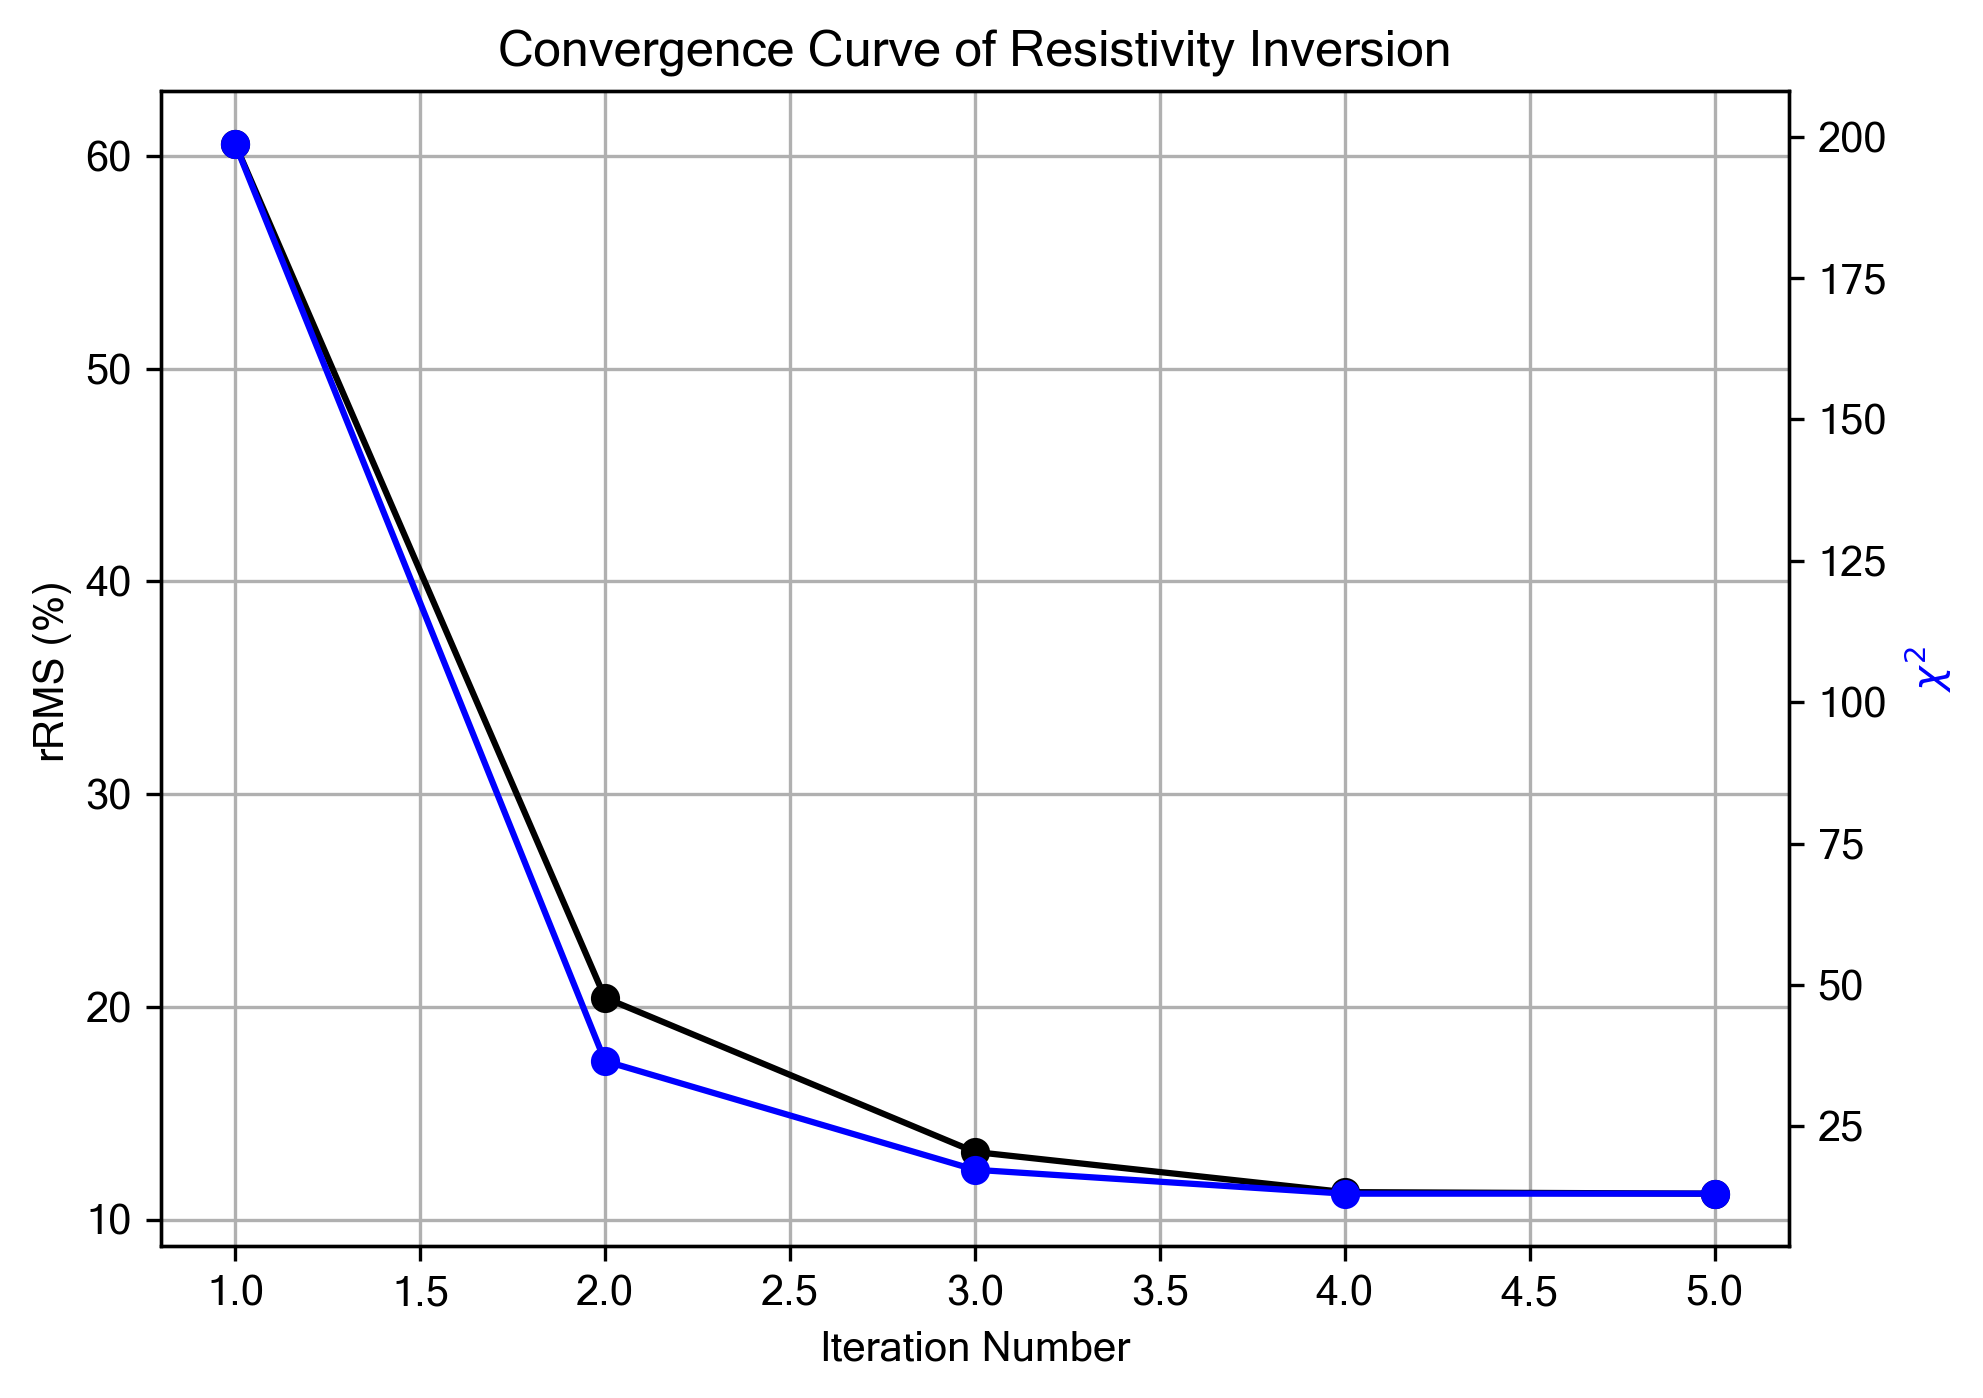 Convergence Curve of Resistivity Inversion
rRMS (%)
60
50
40
30
20
10
200
175
150
125
100
75
50
25
χ²
1.0 1.5 2.0 2.5 3.0 3.5 4.0 4.5 5.0
Iteration Number